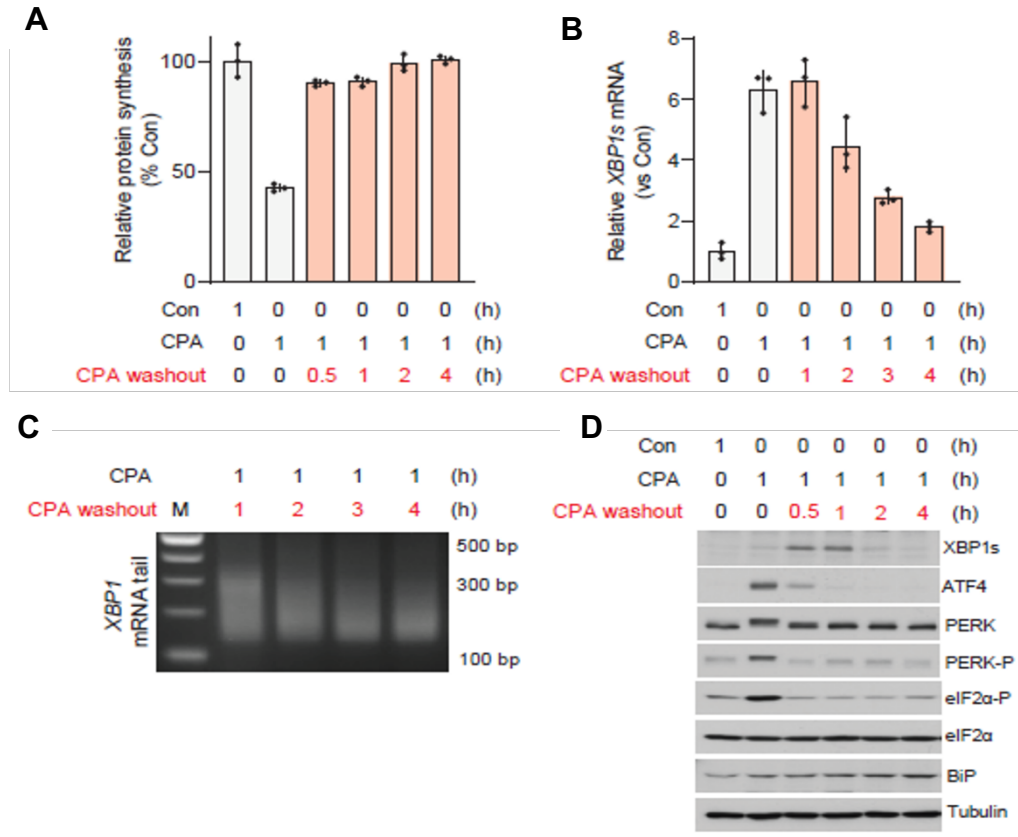 A
Relative protein synthesis
(% Con)
100
50
0
Con 1 0 0 0 0 0 (h)
CPA 0 1 1 1 1 1 (h)
CPA washout 0 0 0.5 1 2 4 (h)
B
Relative XBP1s mRNA
(vs Con)
8
6
4
2
0
Con 1 0 0 0 0 0 (h)
CPA 0 1 1 1 1 1 (h)
CPA washout 0 0 1 2 3 4 (h)
C
CPA 1 1 1 1 (h)
CPA washout M 1 2 3 4 (h)
XBP1
mRNA tail
500 bp
300 bp
100 bp
D
Con 1 0 0 0 0 0 (h)
CPA 0 1 1 1 1 1 (h)
CPA washout 0 0 0.5 1 2 4 (h)
XBP1s
ATF4
PERK
PERK-P
eIF2α-P
eIF2α
BiP
Tubulin